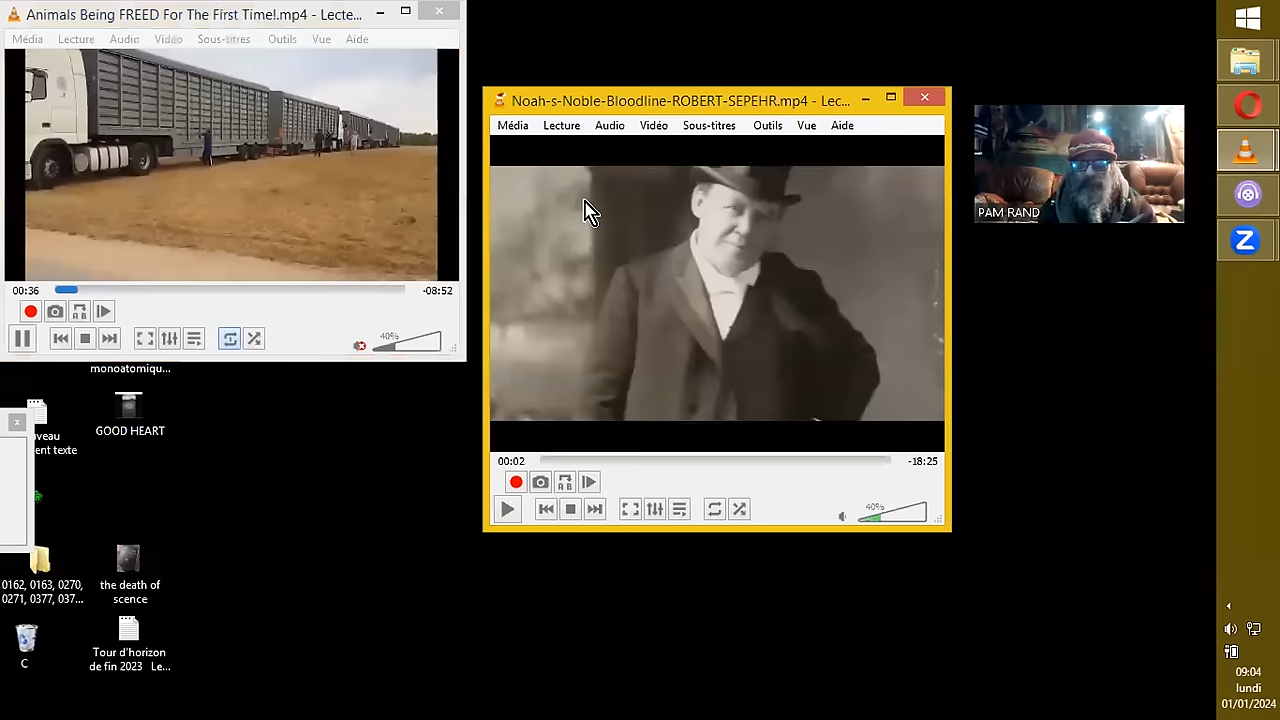 Animals Being FREED For The First Time!.mp4 - Lecte...
Média Lecture Audio Vidéo Sous-titres Outils Vue Aide
00:36 -08:52
40%
Noah-s-Noble-Bloodline-ROBERT-SEPEHR.mp4 - Lec...
Média Lecture Audio Vidéo Sous-titres Outils Vue Aide
00:02 -18:25
40%
PAM RAND
monoatomiqu...
GOOD HEART
ent texte
0162, 0163, 0270,
0271, 0377, 037...
the death of
scence
C
Tour d'horizon
de fin 2023 Le...
09:04
lundi
01/01/2024